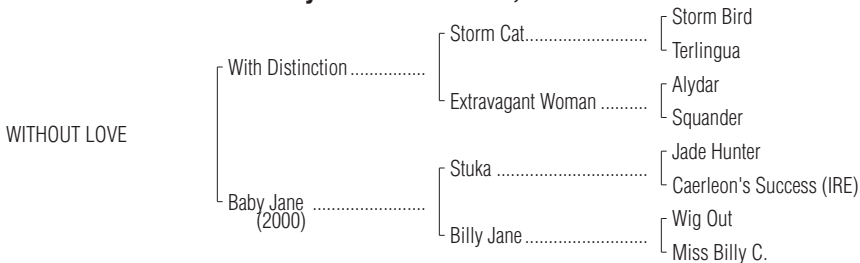 Storm Bird
Storm Cat..............................
Terlingua
With Distinction ................
Alydar
Extravagant Woman ..........
Squander
WITHOUT LOVE
Jade Hunter
Stuka ................................
Caerleon's Success (IRE)
Baby Jane ........................
(2000)
Wig Out
Billy Jane..........................
Miss Billy C.